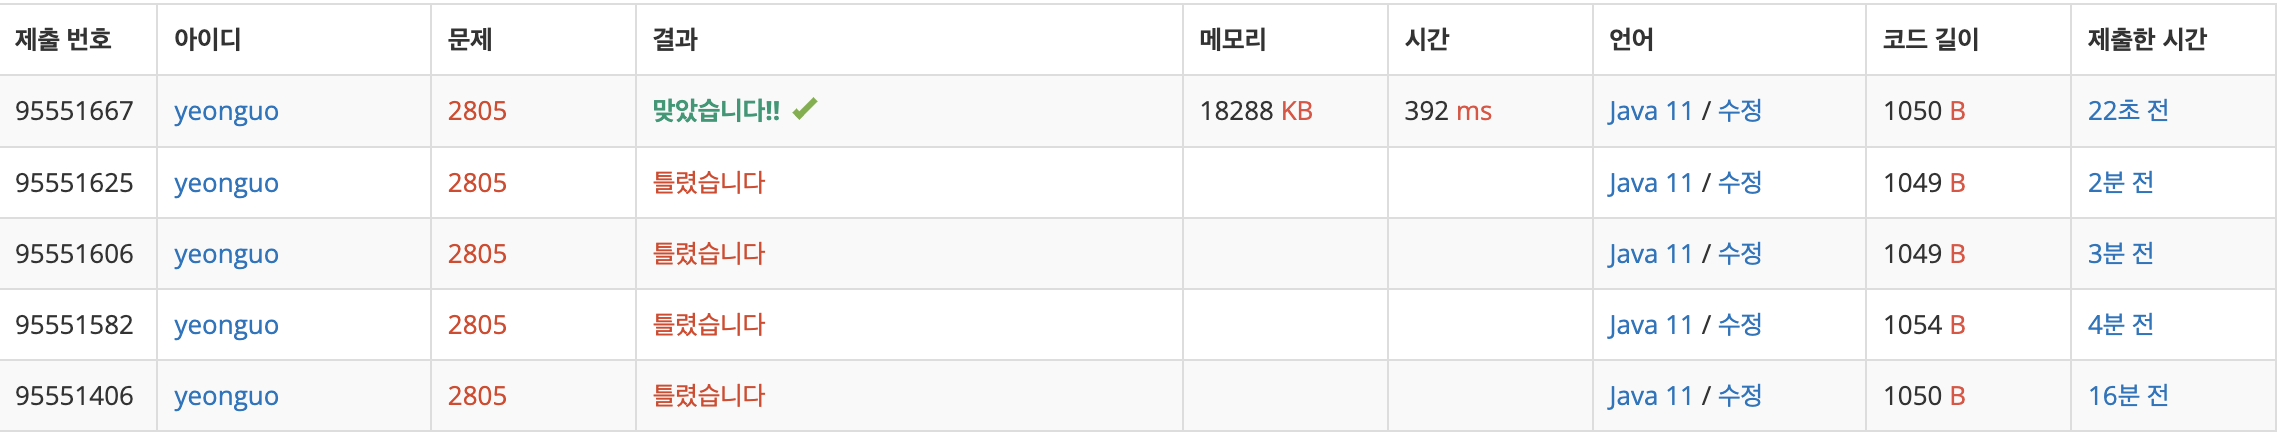 제출 번호 아이디 문제 결과 메모리 시간 언어 코드 길이 제출한 시간
95551667 yeonguo 2805 맞았습니다!! 18288 KB 392 ms Java 11 / 수정 1050 B 22초 전
95551625 yeonguo 2805 틀렸습니다 Java 11 / 수정 1049 B 2분 전
95551606 yeonguo 2805 틀렸습니다 Java 11 / 수정 1049 B 3분 전
95551582 yeonguo 2805 틀렸습니다 Java 11 / 수정 1054 B 4분 전
95551406 yeonguo 2805 틀렸습니다 Java 11 / 수정 1050 B 16분 전